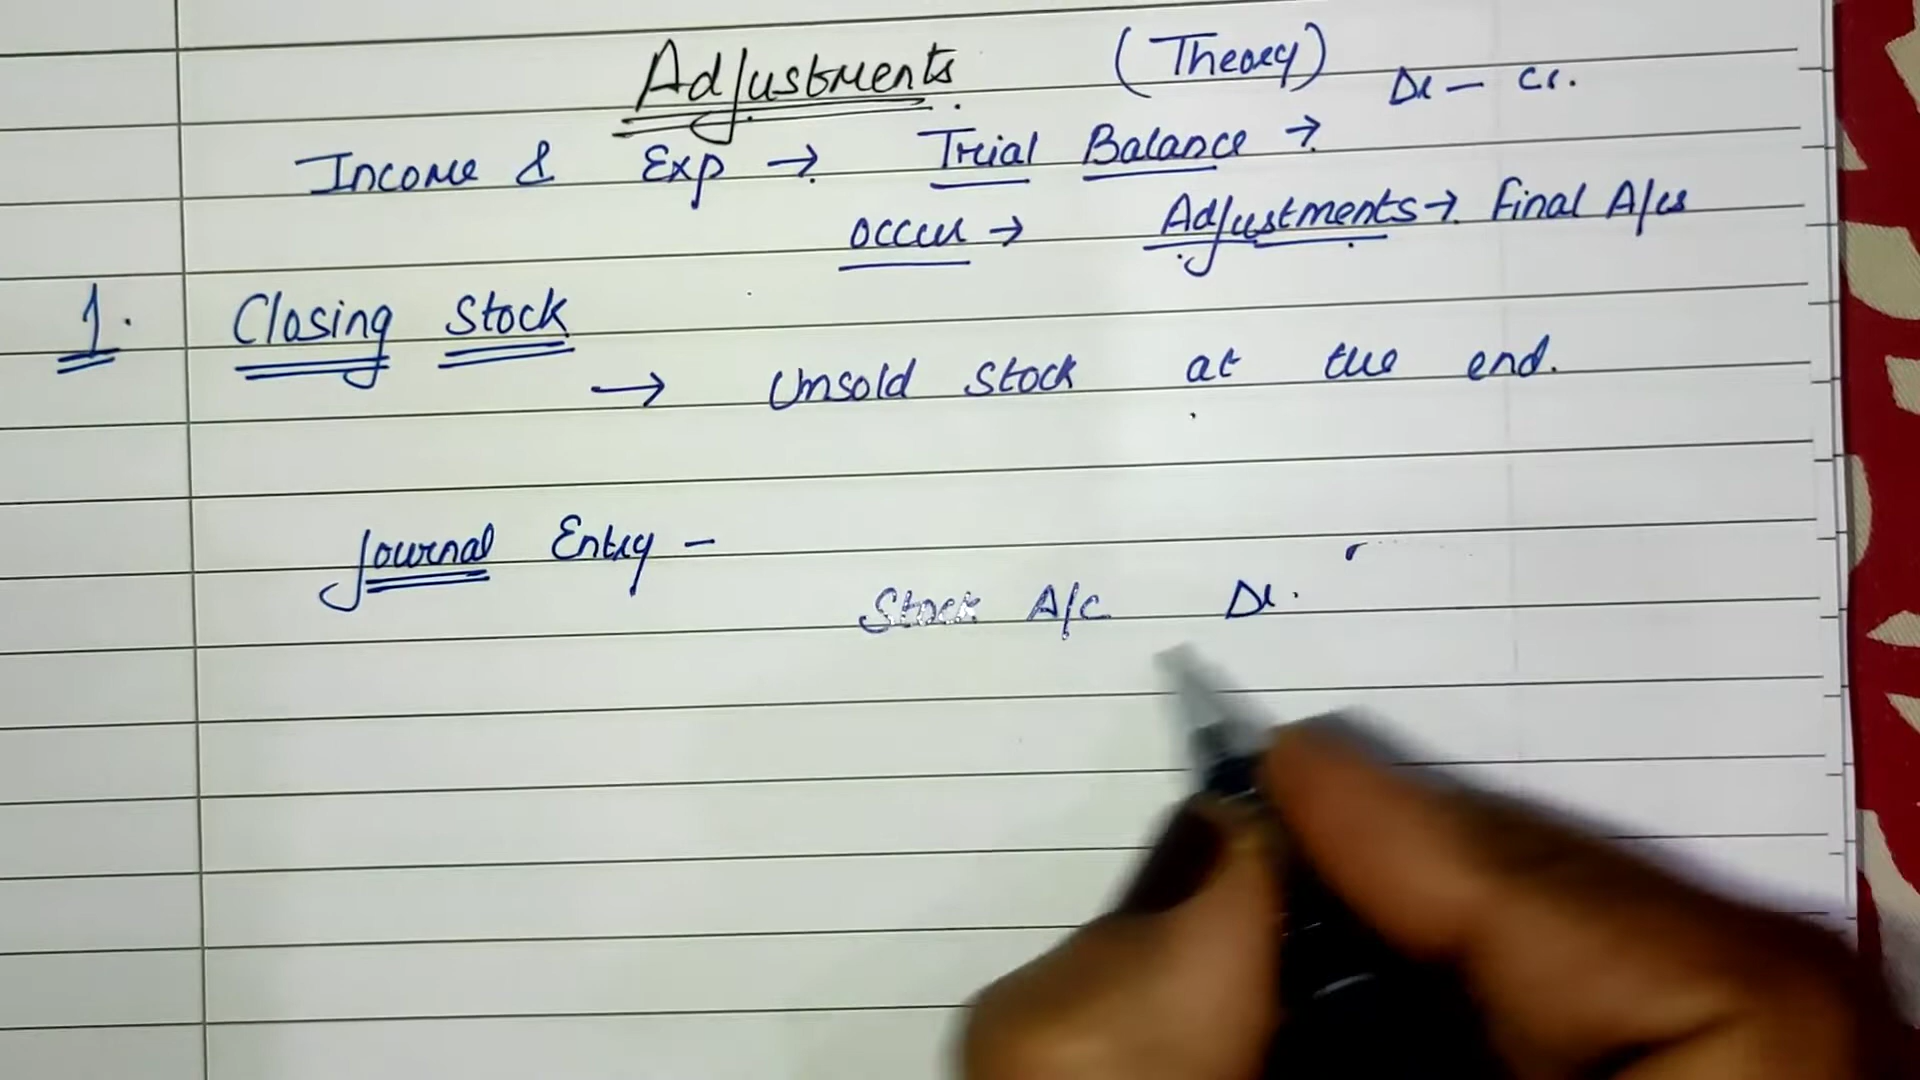 Adjustments (Theory)
Dr — Cr.
Income & Exp → Trial Balance →
occur → Adjustments → Final A/cs
1. Closing Stock
→ Unsold Stock at the end.
Journal Entry -
Stock A/C Dr.